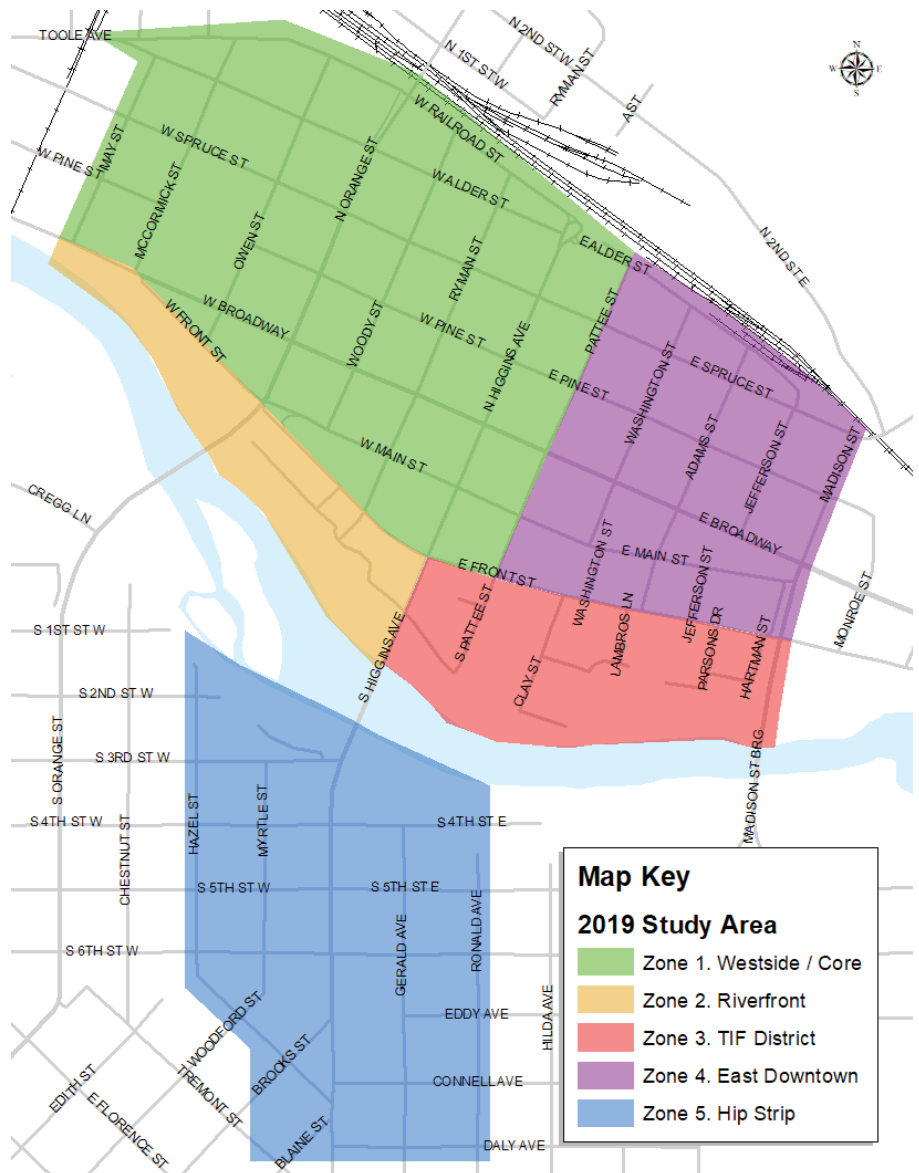 TOOLE AVE
N 1ST ST W
N 2ND ST W
RYMAN ST
A ST
N
W
E
S
W RAILROAD ST
MAY ST
W SPRUCE ST
W PINE ST
MCCORMICK ST
N ORANGE ST
W ALDER ST
OWEN ST
RYMAN ST
E ALDER ST
N 2ND ST E
W FRONT ST
W BROADWAY
WOODY ST
W PINE ST
N HIGGINS AVE
PATTEE ST
E PINE ST
WASHINGTON ST
E SPRUCE ST
ADAMS ST
JEFFERSON ST
MADISON ST
W MAIN ST
CREGG LN
E BROADWAY
E FRONT ST
WASHINGTON ST
E MAIN ST
JEFFERSON ST
MONROE ST
S 1ST ST W
S HIGGINS AVE
S PATTEE ST
CLAY ST
LAMBROS LN
PARSONS DR
HARTMAN ST
S 2ND ST W
S ORANGE ST
S 3RD ST W
MADISON ST BRG
S 4TH ST W
CHESTNUT ST
HAZEL ST
MYRTLE ST
S 4TH ST E
S 5TH ST W
S 5TH ST E
S 6TH ST W
GERALD AVE
RONALD AVE
EDDY AVE
HILDA AVE
WOODFORD ST
BROOKS ST
TREMONT ST
EDITH ST
E FLORENCE ST
BLAINE ST
CONNELL AVE
DALY AVE
Map Key
2019 Study Area
Zone 1. Westside / Core
Zone 2. Riverfront
Zone 3. TIF District
Zone 4. East Downtown
Zone 5. Hip Strip